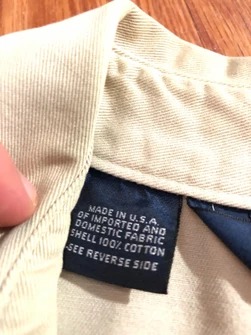 MADE IN U.S.A.
OF IMPORTED AND
DOMESTIC FABRIC
SHELL 100% COTTON
-SEE REVERSE SIDE